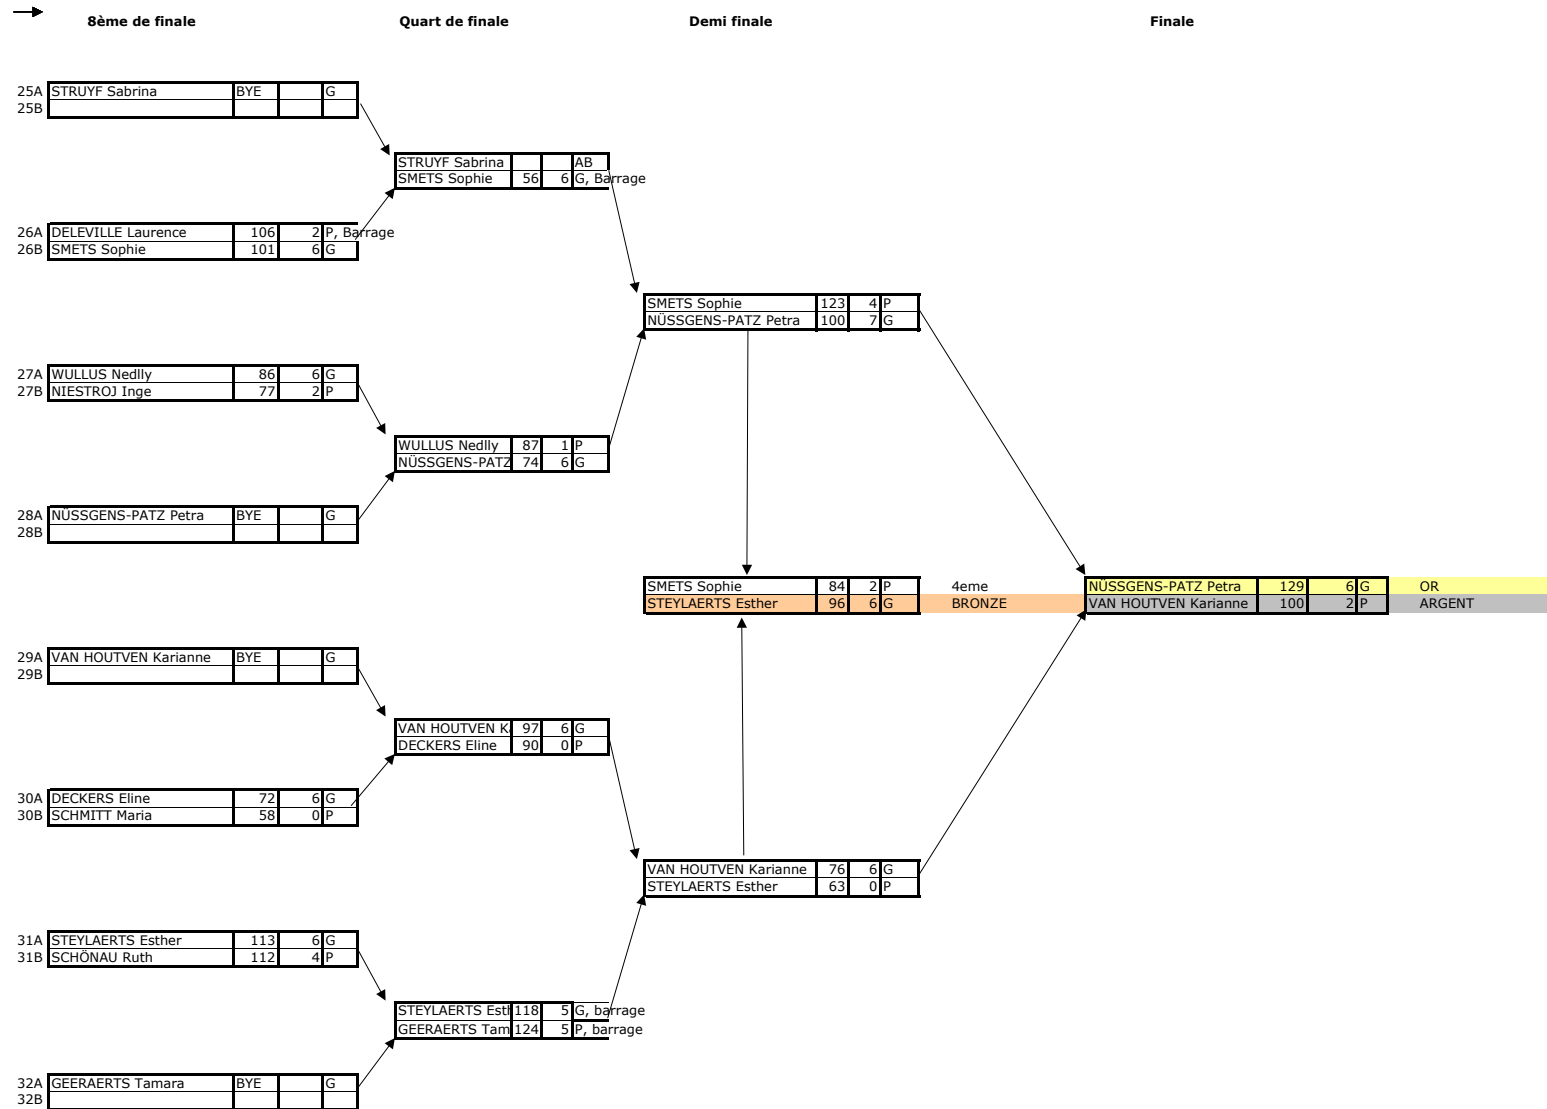 8ème de finale Quart de finale Demi finale Finale
25A STRUYF Sabrina BYE G
25B
STRUYF Sabrina AB
SMETS Sophie 56 6 G, Barrage
26A DELEVILLE Laurence 106 2 P, Barrage
26B SMETS Sophie 101 6 G
SMETS Sophie 123 4 P
NÜSSGENS-PATZ Petra 100 7 G
27A WULLUS Nedlly 86 6 G
27B NIESTROJ Inge 77 2 P
WULLUS Nedlly 87 1 P
NÜSSGENS-PATZ 74 6 G
28A NÜSSGENS-PATZ Petra BYE G
28B
SMETS Sophie 84 2 P 4eme NÜSSGENS-PATZ Petra 129 6 G OR
STEYLAERTS Esther 96 6 G BRONZE VAN HOUTVEN Karianne 100 2 P ARGENT
29A VAN HOUTVEN Karianne BYE G
29B
VAN HOUTVEN K 97 6 G
DECKERS Eline 90 0 P
30A DECKERS Eline 72 6 G
30B SCHMITT Maria 58 0 P
VAN HOUTVEN Karianne 76 6 G
STEYLAERTS Esther 63 0 P
31A STEYLAERTS Esther 113 6 G
31B SCHÖNAU Ruth 112 4 P
STEYLAERTS Est 118 5 G, barrage
GEERAERTS Tam 124 5 P, barrage
32A GEERAERTS Tamara BYE G
32B